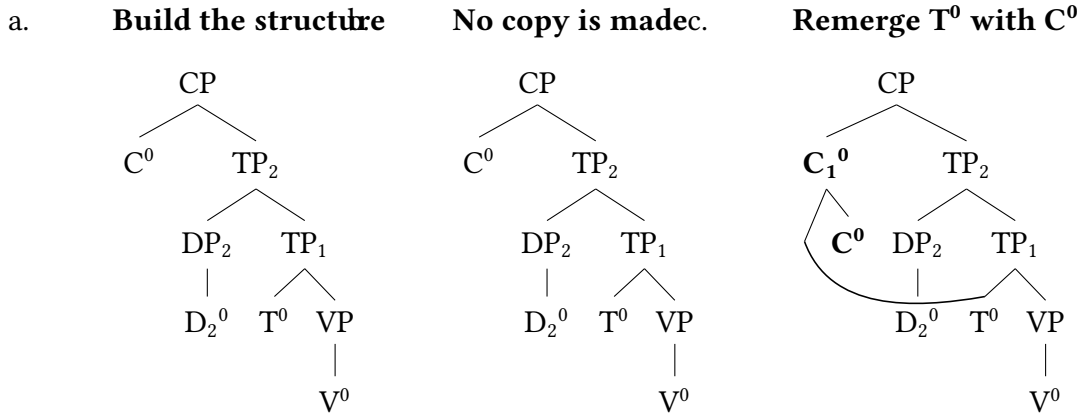 a. Build the structure b. No copy is made c. Remerge T⁰ with C⁰
CP CP CP
C⁰ TP₂ C⁰ TP₂ C₁⁰ TP₂
DP₂ TP₁ DP₂ TP₁ C⁰ DP₂ TP₁
D₂⁰ T⁰ VP D₂⁰ T⁰ VP D₂⁰ T⁰ VP
V⁰ V⁰ V⁰